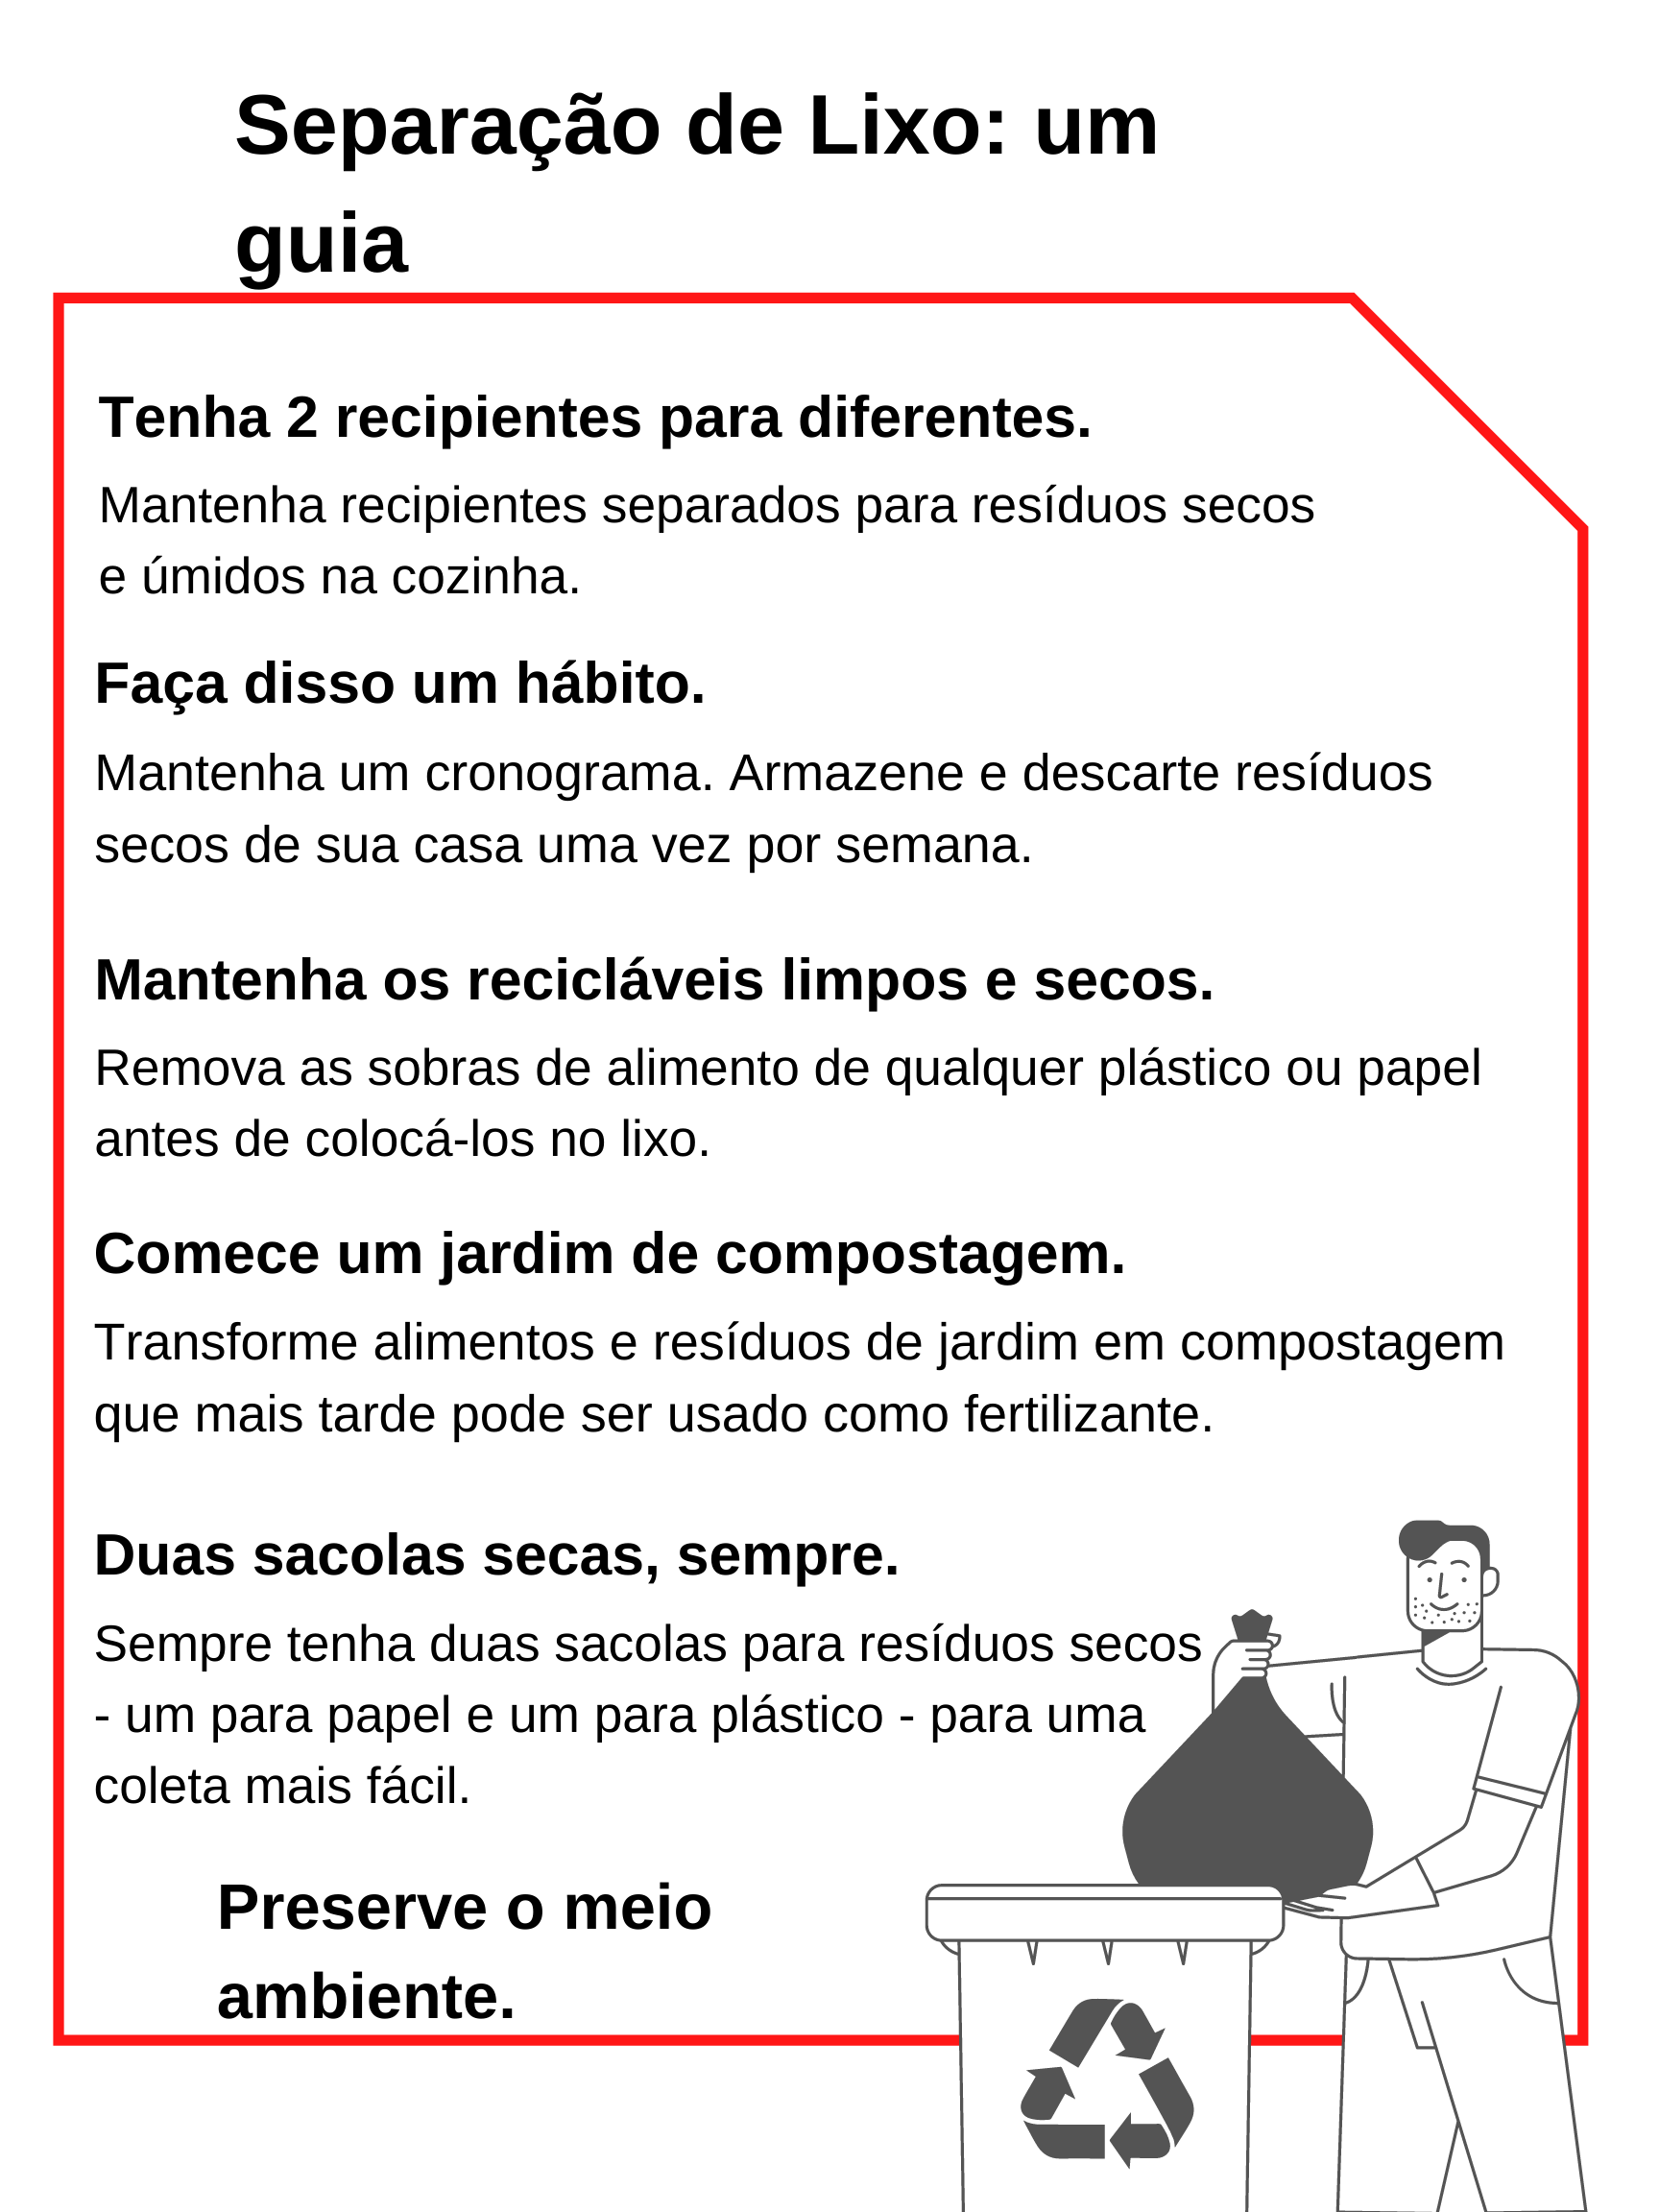 Separação de Lixo: um
guia
Tenha 2 recipientes para diferentes.
Mantenha recipientes separados para resíduos secos
e úmidos na cozinha.
Faça disso um hábito.
Mantenha um cronograma. Armazene e descarte resíduos
secos de sua casa uma vez por semana.
Mantenha os recicláveis limpos e secos.
Remova as sobras de alimento de qualquer plástico ou papel
antes de colocá-los no lixo.
Comece um jardim de compostagem.
Transforme alimentos e resíduos de jardim em compostagem
que mais tarde pode ser usado como fertilizante.
Duas sacolas secas, sempre.
Sempre tenha duas sacolas para resíduos secos
- um para papel e um para plástico - para uma
coleta mais fácil.
Preserve o meio
ambiente.